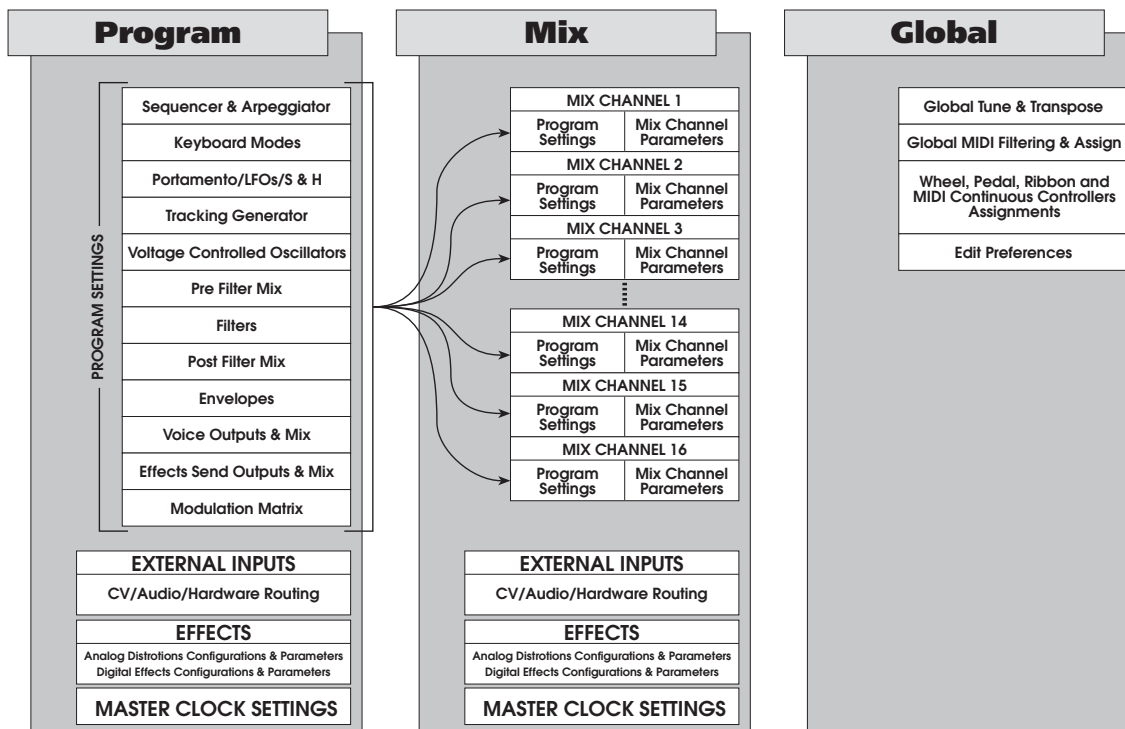 Program
PROGRAM SETTINGS
Sequencer & Arpeggiator
Keyboard Modes
Portamento/LFOs/S & H
Tracking Generator
Voltage Controlled Oscillators
Pre Filter Mix
Filters
Post Filter Mix
Envelopes
Voice Outputs & Mix
Effects Send Outputs & Mix
Modulation Matrix
EXTERNAL INPUTS
CV/Audio/Hardware Routing
EFFECTS
Analog Distrotions Configurations & Parameters
Digital Effects Configurations & Parameters
MASTER CLOCK SETTINGS
Mix
MIX CHANNEL 1
Program
Settings
Mix Channel
Parameters
MIX CHANNEL 2
Program
Settings
Mix Channel
Parameters
MIX CHANNEL 3
Program
Settings
Mix Channel
Parameters
MIX CHANNEL 14
Program
Settings
Mix Channel
Parameters
MIX CHANNEL 15
Program
Settings
Mix Channel
Parameters
MIX CHANNEL 16
Program
Settings
Mix Channel
Parameters
EXTERNAL INPUTS
CV/Audio/Hardware Routing
EFFECTS
Analog Distrotions Configurations & Parameters
Digital Effects Configurations & Parameters
MASTER CLOCK SETTINGS
Global
Global Tune & Transpose
Global MIDI Filtering & Assign
Wheel, Pedal, Ribbon and
MIDI Continuous Controllers
Assignments
Edit Preferences